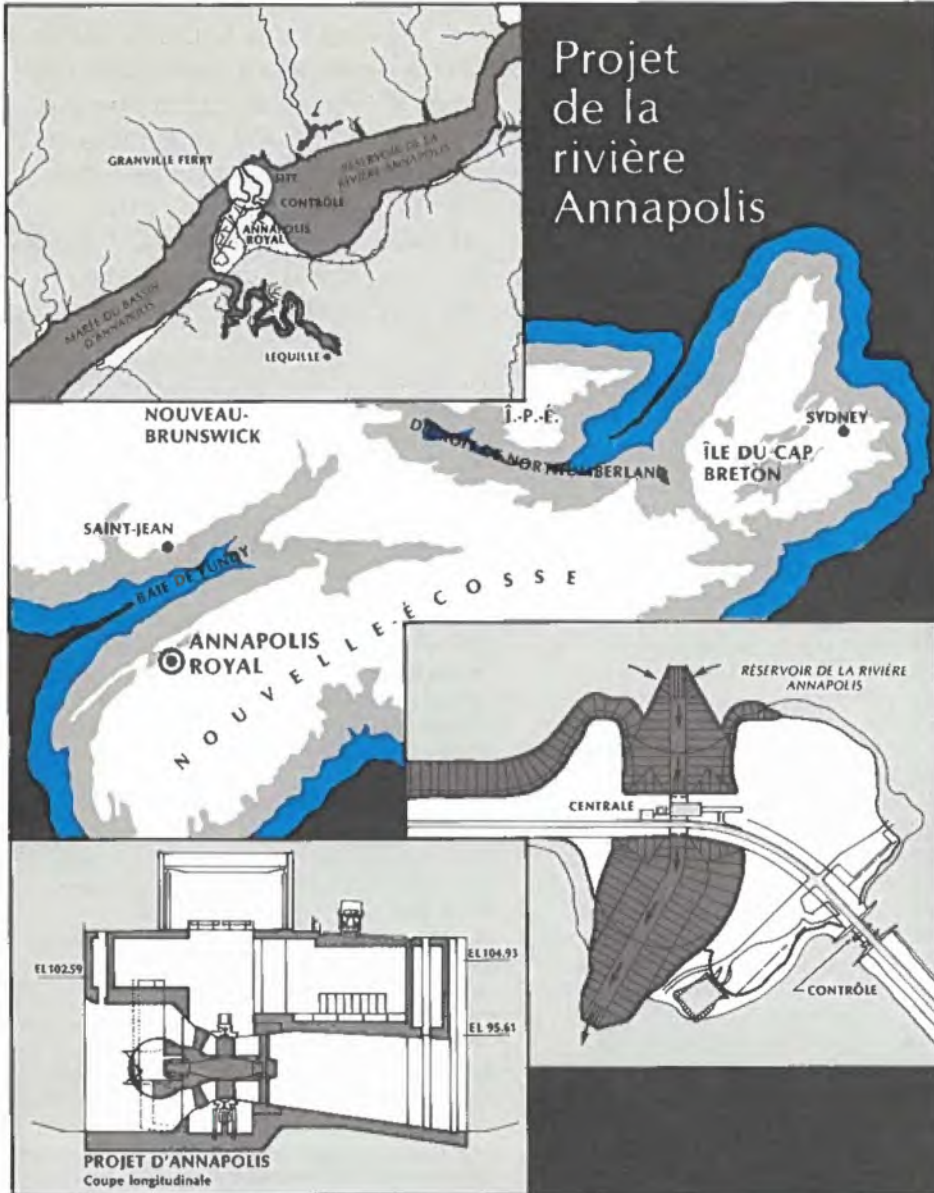 Projet
de la
rivière
Annapolis
GRANVILLE FERRY
RÉSERVOIR DE LA
RIVIÈRE ANNAPOLIS
SITE
CONTRÔLE
ANNAPOLIS
ROYAL
MARÉE DU BASSIN
D'ANNAPOLIS
LEQUILLE
NOUVEAU-
BRUNSWICK
Î.-P.-É.
DÉTROIT DE NORTHUMBERLAND
SYDNEY
ÎLE DU CAP
BRETON
SAINT-JEAN
BAIE DE FUNDY
ANNAPOLIS
ROYAL
NOUVELLE-ÉCOSSE
RÉSERVOIR DE LA RIVIÈRE
ANNAPOLIS
CENTRALE
CONTRÔLE
EL 102.59
EL 104.93
EL 95.61
PROJET D'ANNAPOLIS
Coupe longitudinale